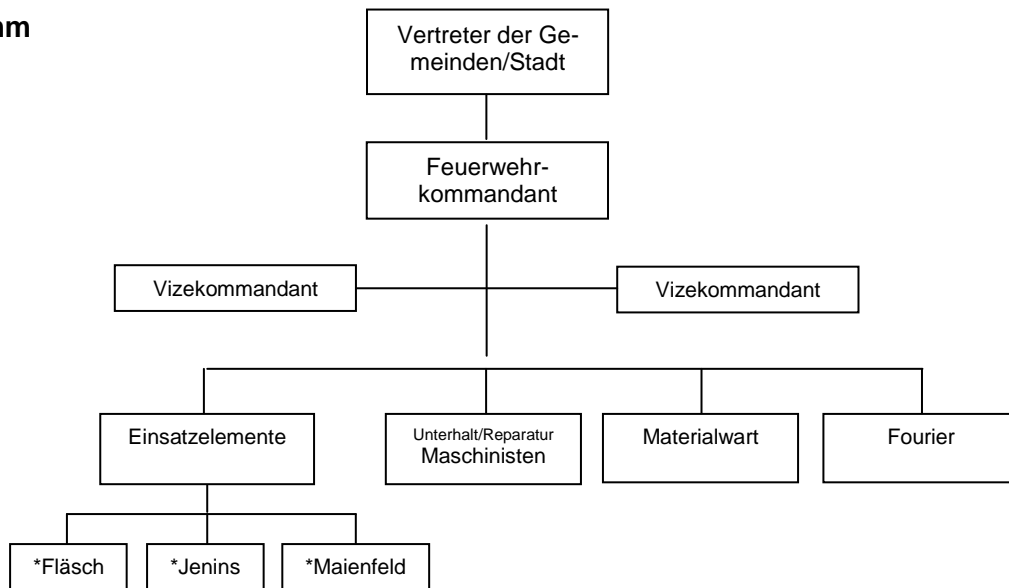 Vertreter der Ge-
meinden/Stadt
Feuerwehr-
kommandant
Vizekommandant
Vizekommandant
Einsatzelemente
Unterhalt/Reparatur
Maschinisten
Materialwart
Fourier
*Fläsch
*Jenins
*Maienfeld